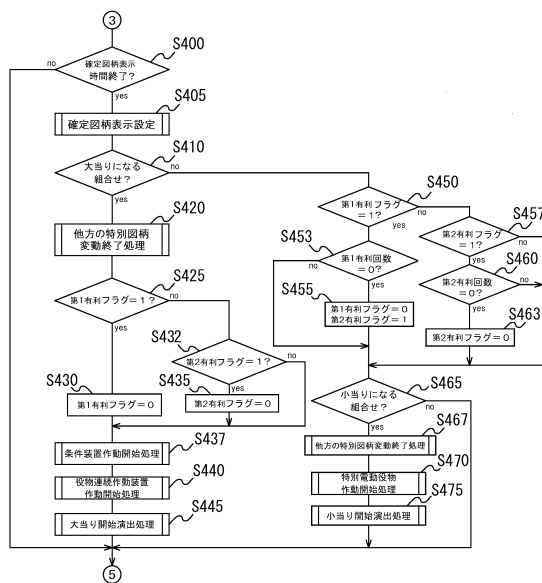 ③
S400
確定図柄表示
時間終了?
no
yes
S405
確定図柄表示設定
S410
大当りになる
組合せ?
no
yes
S420
他方の特別図柄
変動終了処理
S425
第1有利フラグ=1?
no
yes
S432
第2有利フラグ=1?
no
yes
S430
第1有利フラグ=0
S435
第2有利フラグ=0
S437
条件装置作動開始処理
S440
役物連続作動装置
作動開始処理
S445
大当り開始演出処理
S450
第1有利フラグ
=1?
no
yes
S453
第1有利回数
=0?
no
yes
S455
第1有利フラグ=0
第2有利フラグ=1
S457
第2有利フラグ
=1?
no
yes
S460
第2有利回数
=0?
no
yes
S463
第2有利フラグ=0
S465
小当りになる
組合せ?
no
yes
S467
他方の特別図柄変動終了処理
S470
特別電動役物
作動開始処理
S475
小当り開始演出処理
⑤